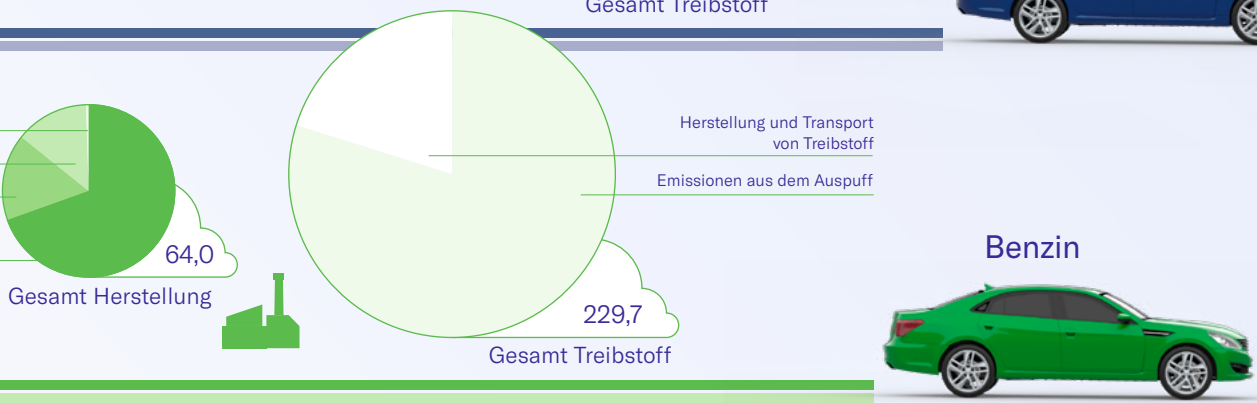 Gesamt Treibstoff
Herstellung und Transport
von Treibstoff
Emissionen aus dem Auspuff
Benzin
64,0
Gesamt Herstellung
229,7
Gesamt Treibstoff